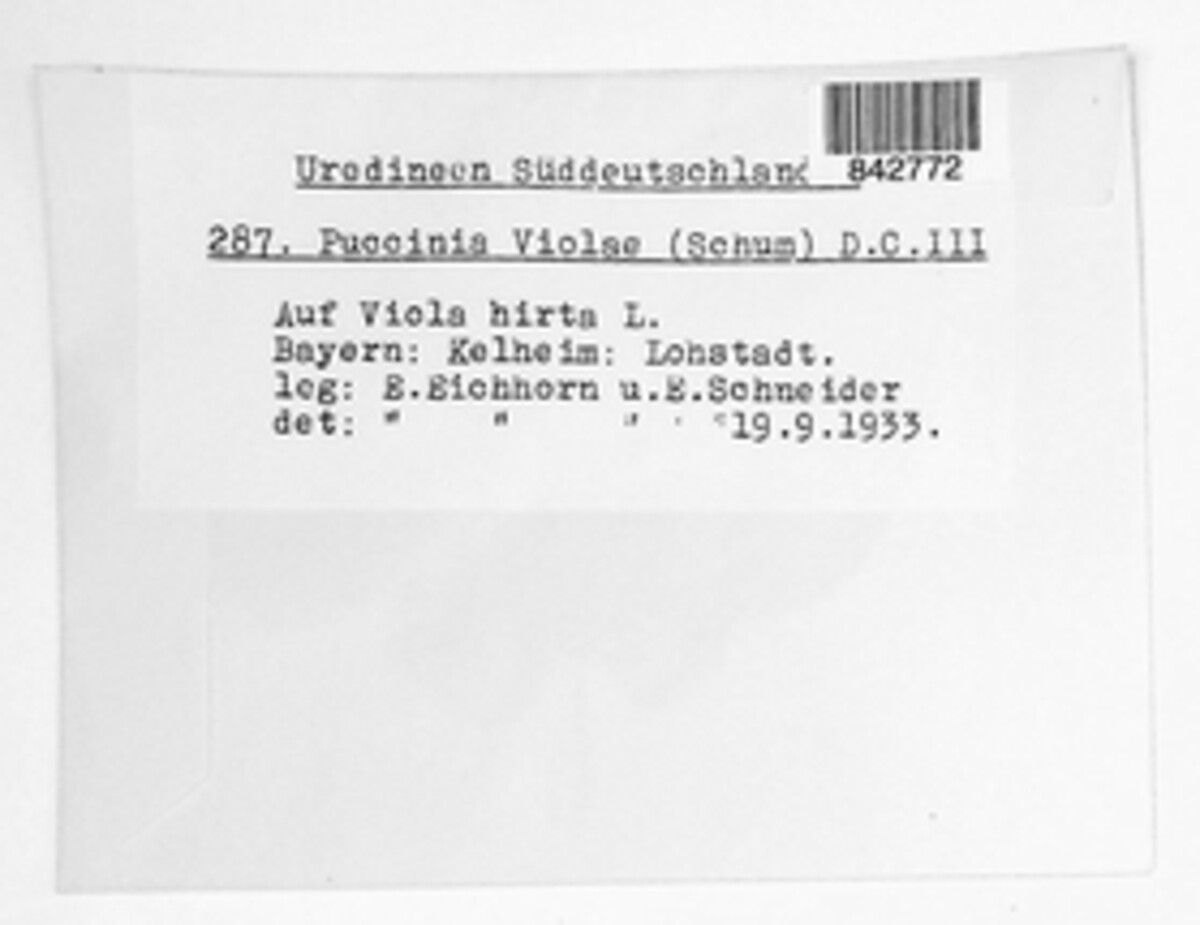 842772
Uredineen Süddeutschland
287. Puccinia Violae (Schum) D.C.III
Auf Viola hirta L.
Bayern: Kelheim: Lohstadt.
leg: E.Eichhorn u.E.Schneider
det: " " " . "19.9.1933.